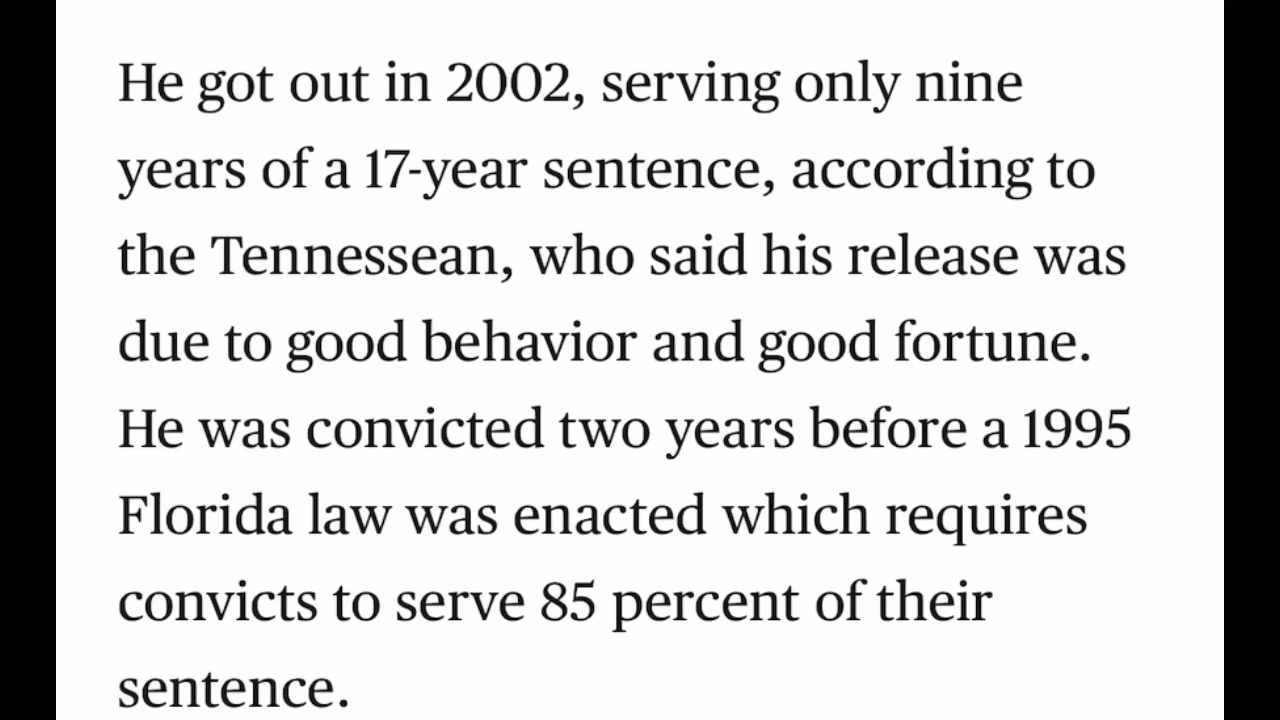 He got out in 2002, serving only nine
years of a 17-year sentence, according to
the Tennessean, who said his release was
due to good behavior and good fortune.
He was convicted two years before a 1995
Florida law was enacted which requires
convicts to serve 85 percent of their
sentence.